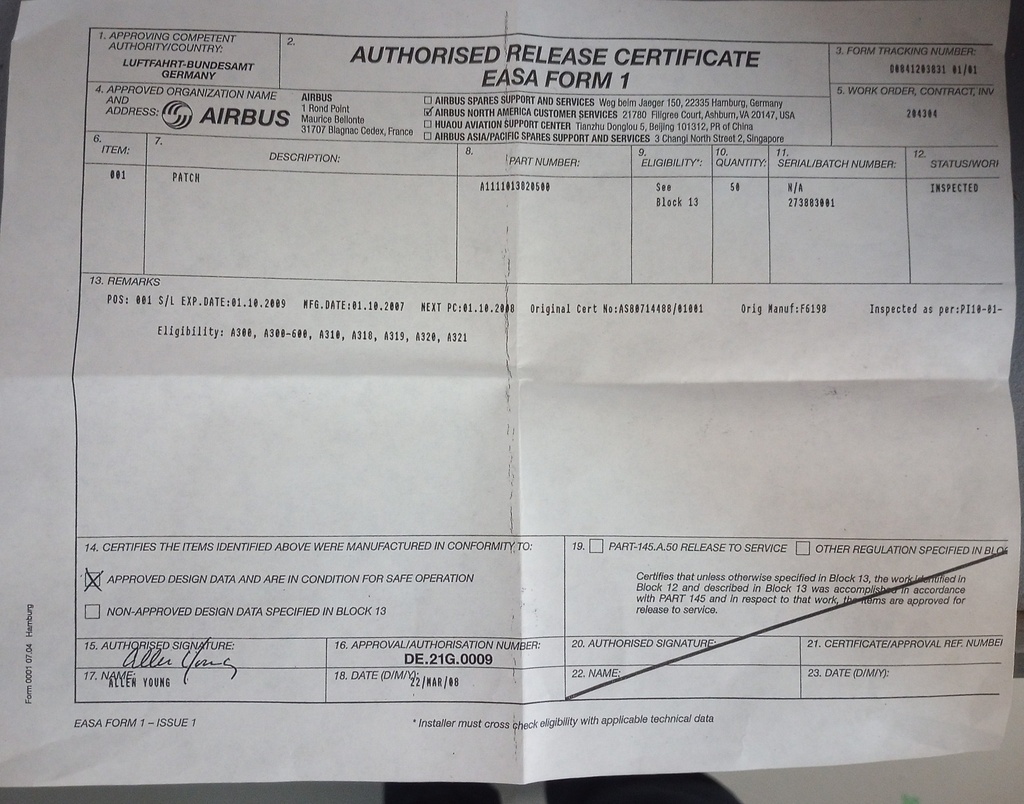 1. APPROVING COMPETENT
AUTHORITY/COUNTRY:
LUFTFAHRT-BUNDESAMT
GERMANY
2.
AUTHORISED RELEASE CERTIFICATE
EASA FORM 1
3. FORM TRACKING NUMBER:
00841203831 01/01
4. APPROVED ORGANIZATION NAME
AND
ADDRESS:
AIRBUS
AIRBUS
1 Rond Point
Maurice Bellonte
31707 Blagnac Cedex, France
AIRBUS SPARES SUPPORT AND SERVICES Weg beim Jaeger 150, 22335 Hamburg, Germany
AIRBUS NORTH AMERICA CUSTOMER SERVICES 21780 Filigree Court, Ashburn, VA 20147, USA
HUAOU AVIATION SUPPORT CENTER Tianzhu Donglou 5, Beijing 101312, PR of China
AIRBUS ASIA/PACIFIC SPARES SUPPORT AND SERVICES 3 Changi North Street 2, Singapore
5. WORK ORDER, CONTRACT, INV
204304
6. ITEM:
7. DESCRIPTION:
8. PART NUMBER:
9. ELIGIBILITY*:
10. QUANTITY:
11. SERIAL/BATCH NUMBER:
12. STATUS/WORK
001 PATCH A1111013820500 See 50 N/A INSPECTED
Block 13 273883001
13. REMARKS
POS: 001 S/L EXP.DATE:01.10.2009 MFG.DATE:01.10.2007 NEXT PC:01.10.2008 Original Cert No:AS80714488/01001 Orig Manuf:F6198 Inspected as per:PI10-01-
Eligibility: A300, A300-600, A310, A318, A319, A320, A321
14. CERTIFIES THE ITEMS IDENTIFIED ABOVE WERE MANUFACTURED IN CONFORMITY TO:
APPROVED DESIGN DATA AND ARE IN CONDITION FOR SAFE OPERATION
NON-APPROVED DESIGN DATA SPECIFIED IN BLOCK 13
19. PART-145.A.50 RELEASE TO SERVICE OTHER REGULATION SPECIFIED IN BLOC
Certifies that unless otherwise specified in Block 13, the work identified in
Block 12 and described in Block 13 was accomplished in accordance
with PART 145 and in respect to that work, the items are approved for
release to service.
15. AUTHORISED SIGNATURE:
Allen Young
16. APPROVAL/AUTHORISATION NUMBER:
DE.21G.0009
17. NAME:
ALLEN YOUNG
18. DATE (D/M/Y):
22/MAR/08
20. AUTHORISED SIGNATURE:
21. CERTIFICATE/APPROVAL REF. NUMBE
22. NAME:
23. DATE (D/M/Y):
EASA FORM 1 – ISSUE 1
* Installer must cross check eligibility with applicable technical data
Form 0001 07.04 Hamburg